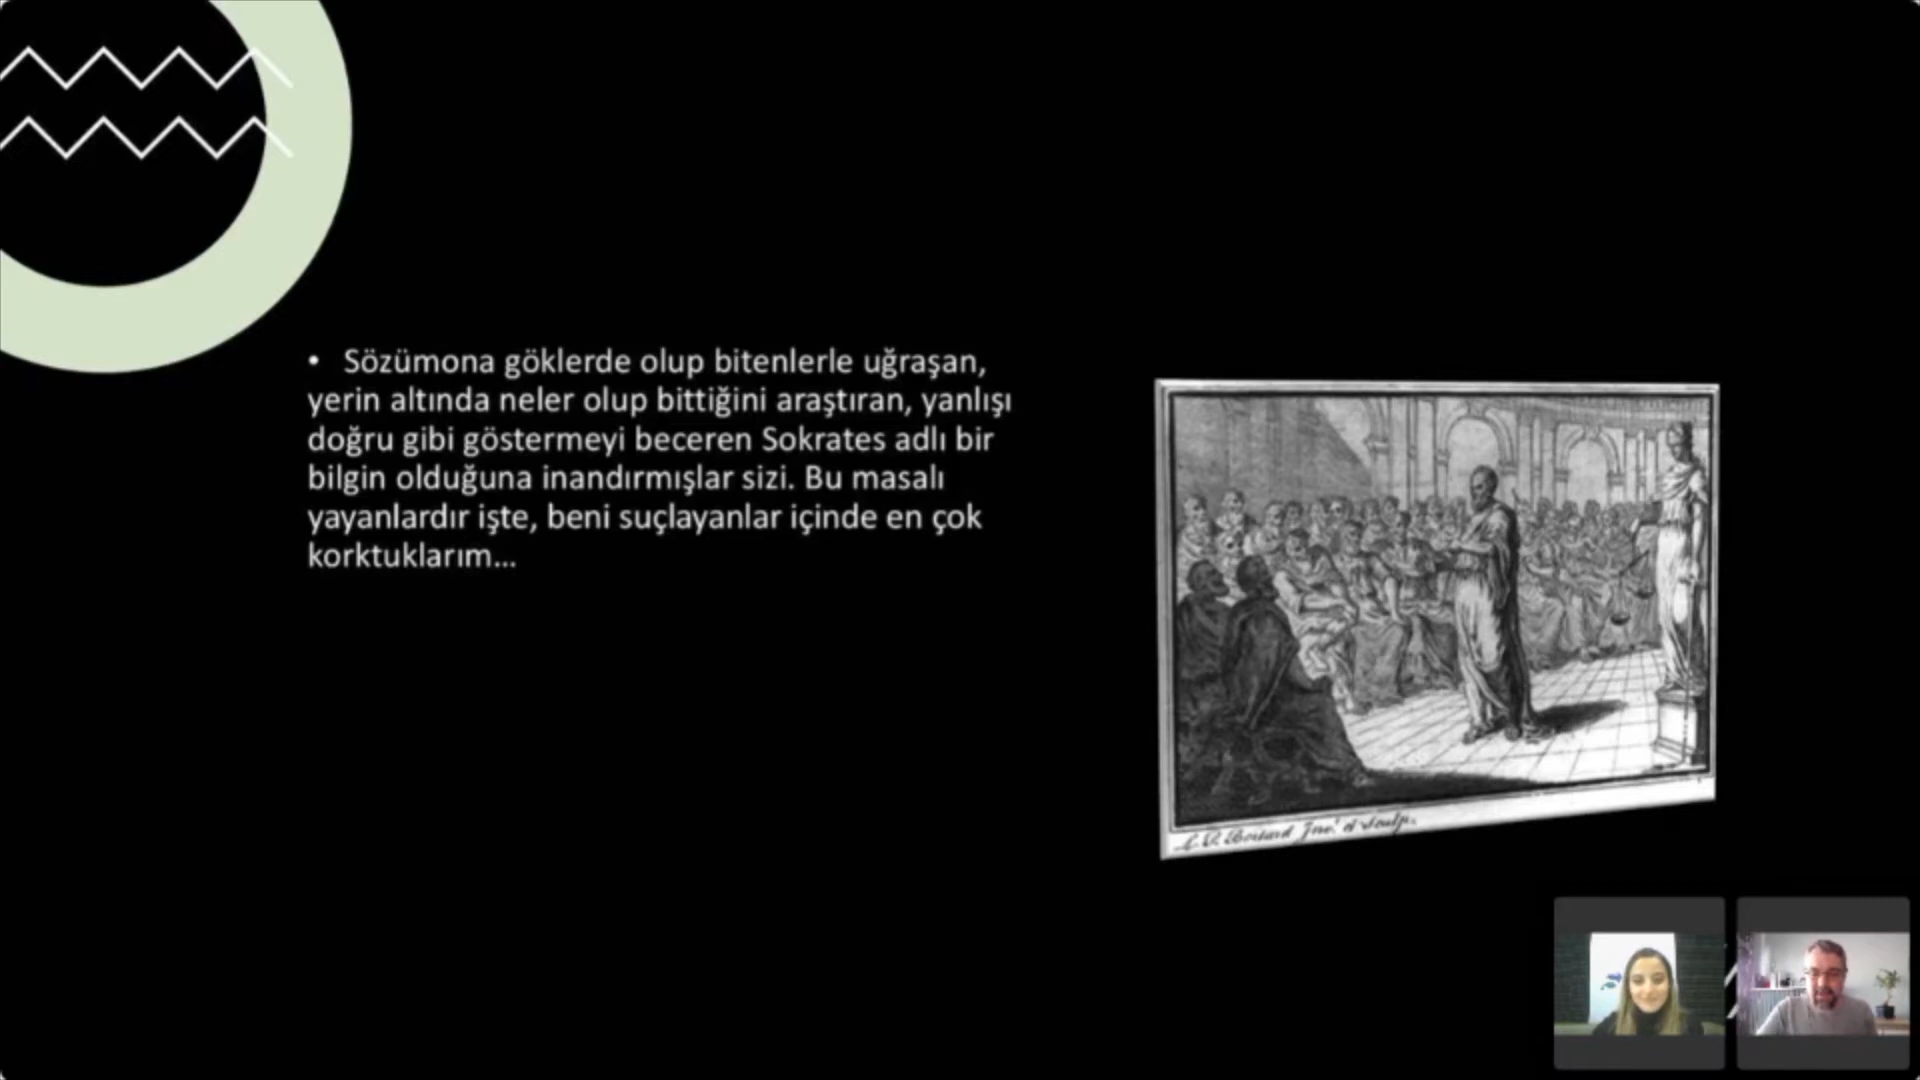 • Sözümona göklerde olup bitenlerle uğraşan,
yerin altında neler olup bittiğini araştıran, yanlışı
doğru gibi göstermeyi beceren Sokrates adlı bir
bilgin olduğuna inandırmışlar sizi. Bu masalı
yayanlardır işte, beni suçlayanlar içinde en çok
korktuklarım...